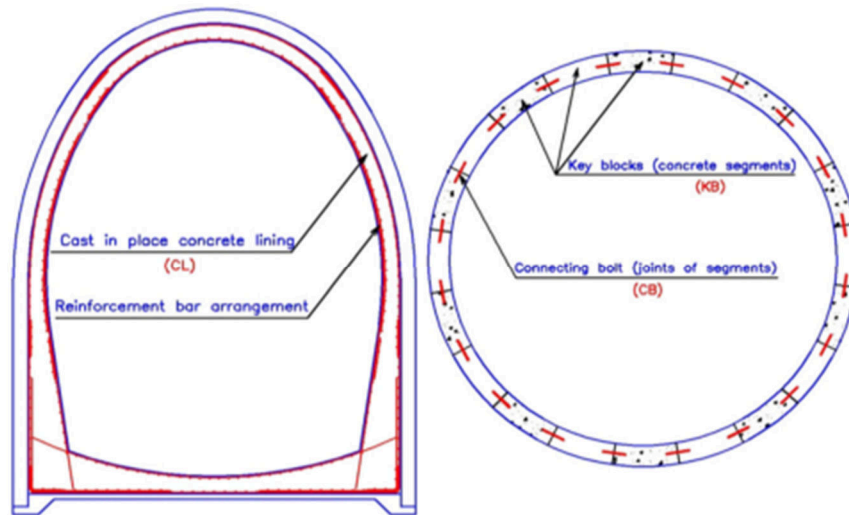 Cast in place concrete lining
(CL)
Reinforcement bar arrangement
Key blocks (concrete segments)
(KB)
Connecting bolt (joints of segments)
(CB)